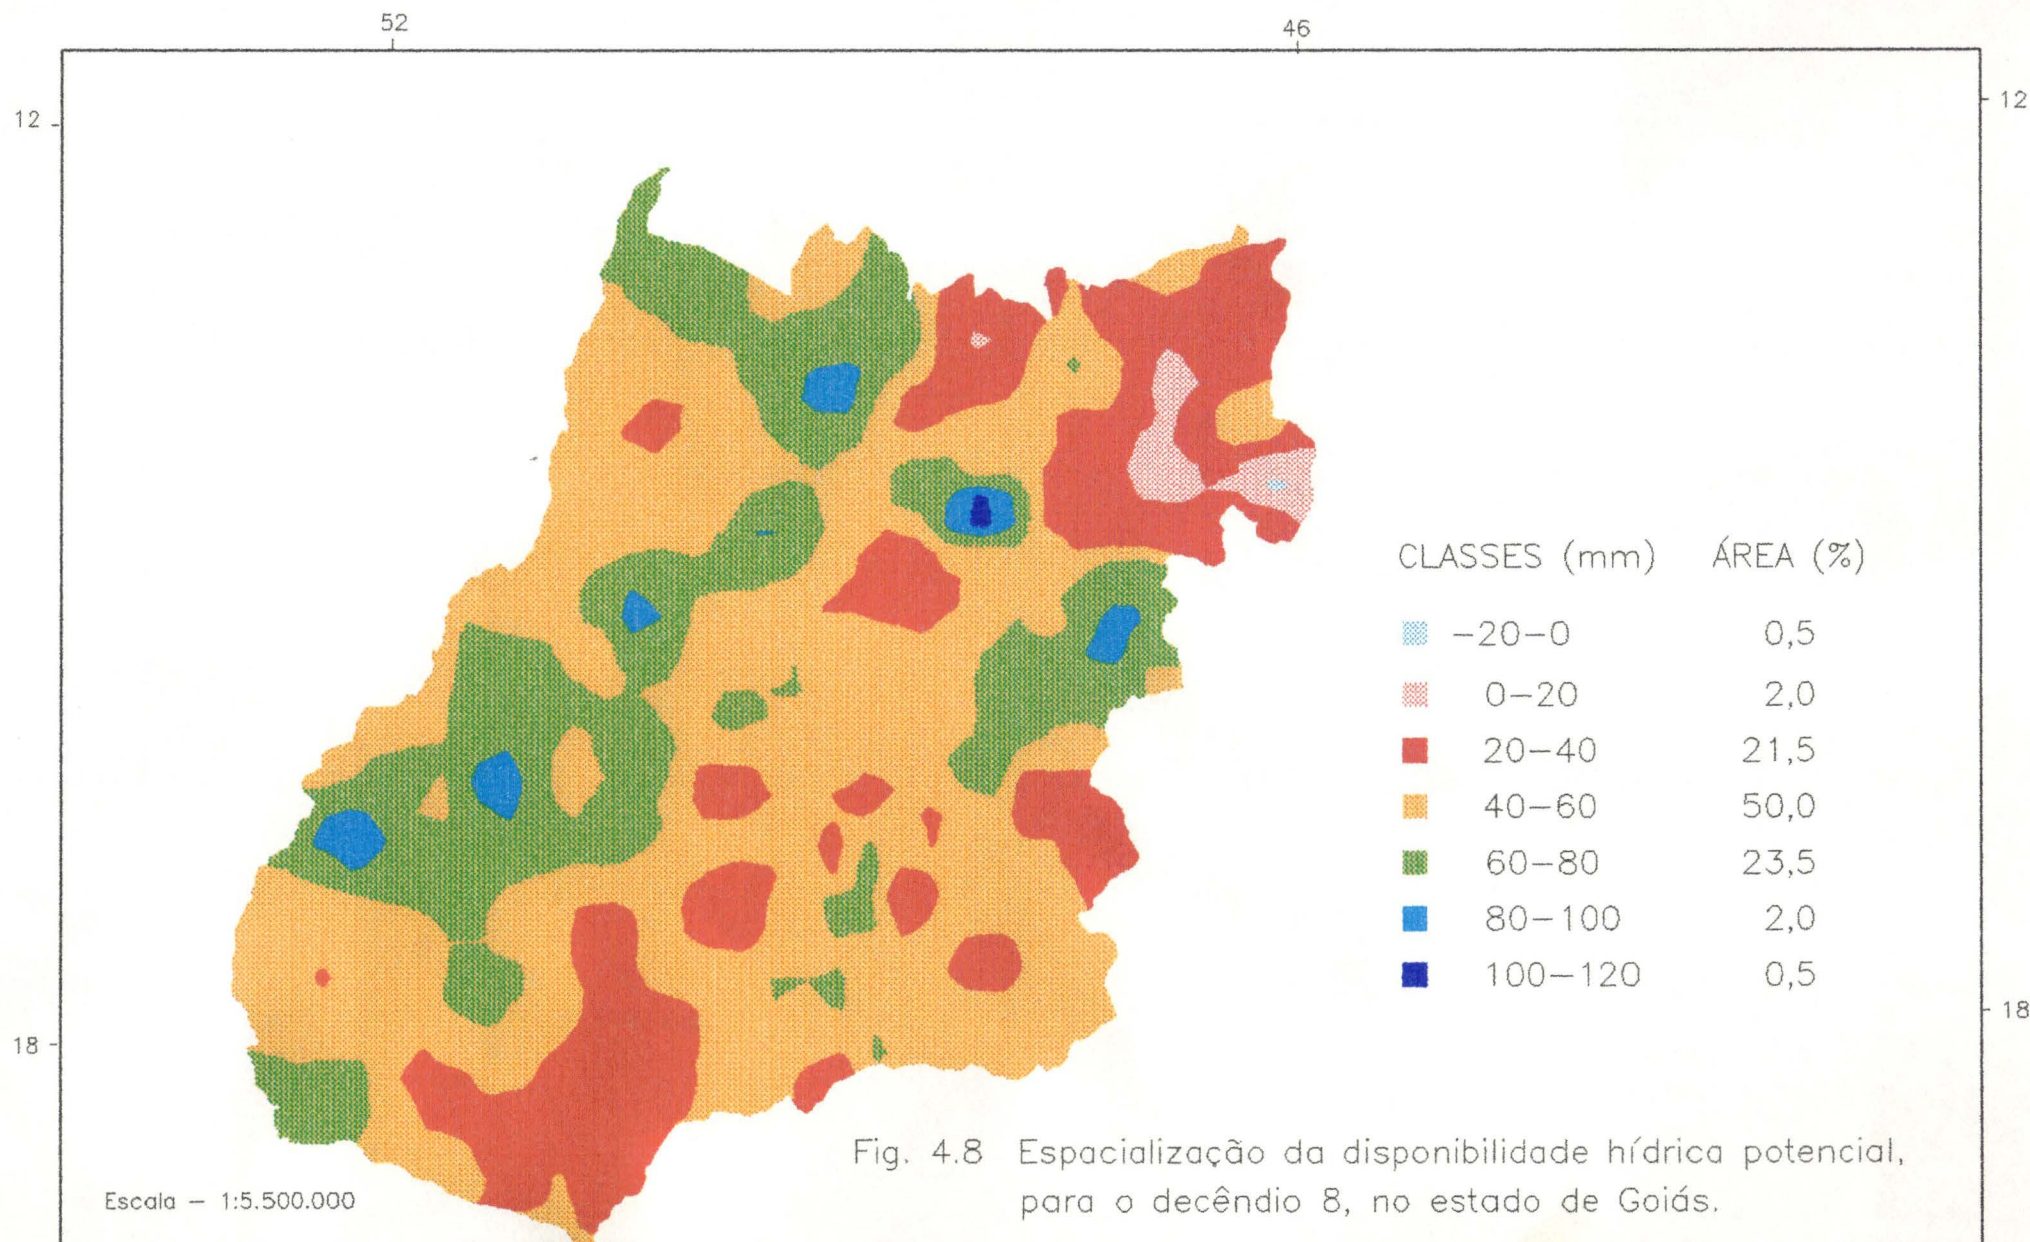 52 46
12 12
CLASSES (mm) ÁREA (%)
-20-0 0,5
0-20 2,0
20-40 21,5
40-60 50,0
60-80 23,5
80-100 2,0
100-120 0,5
18 18
Fig. 4.8 Espacialização da disponibilidade hídrica potencial,
para o decêndio 8, no estado de Goiás.
Escala - 1:5.500.000